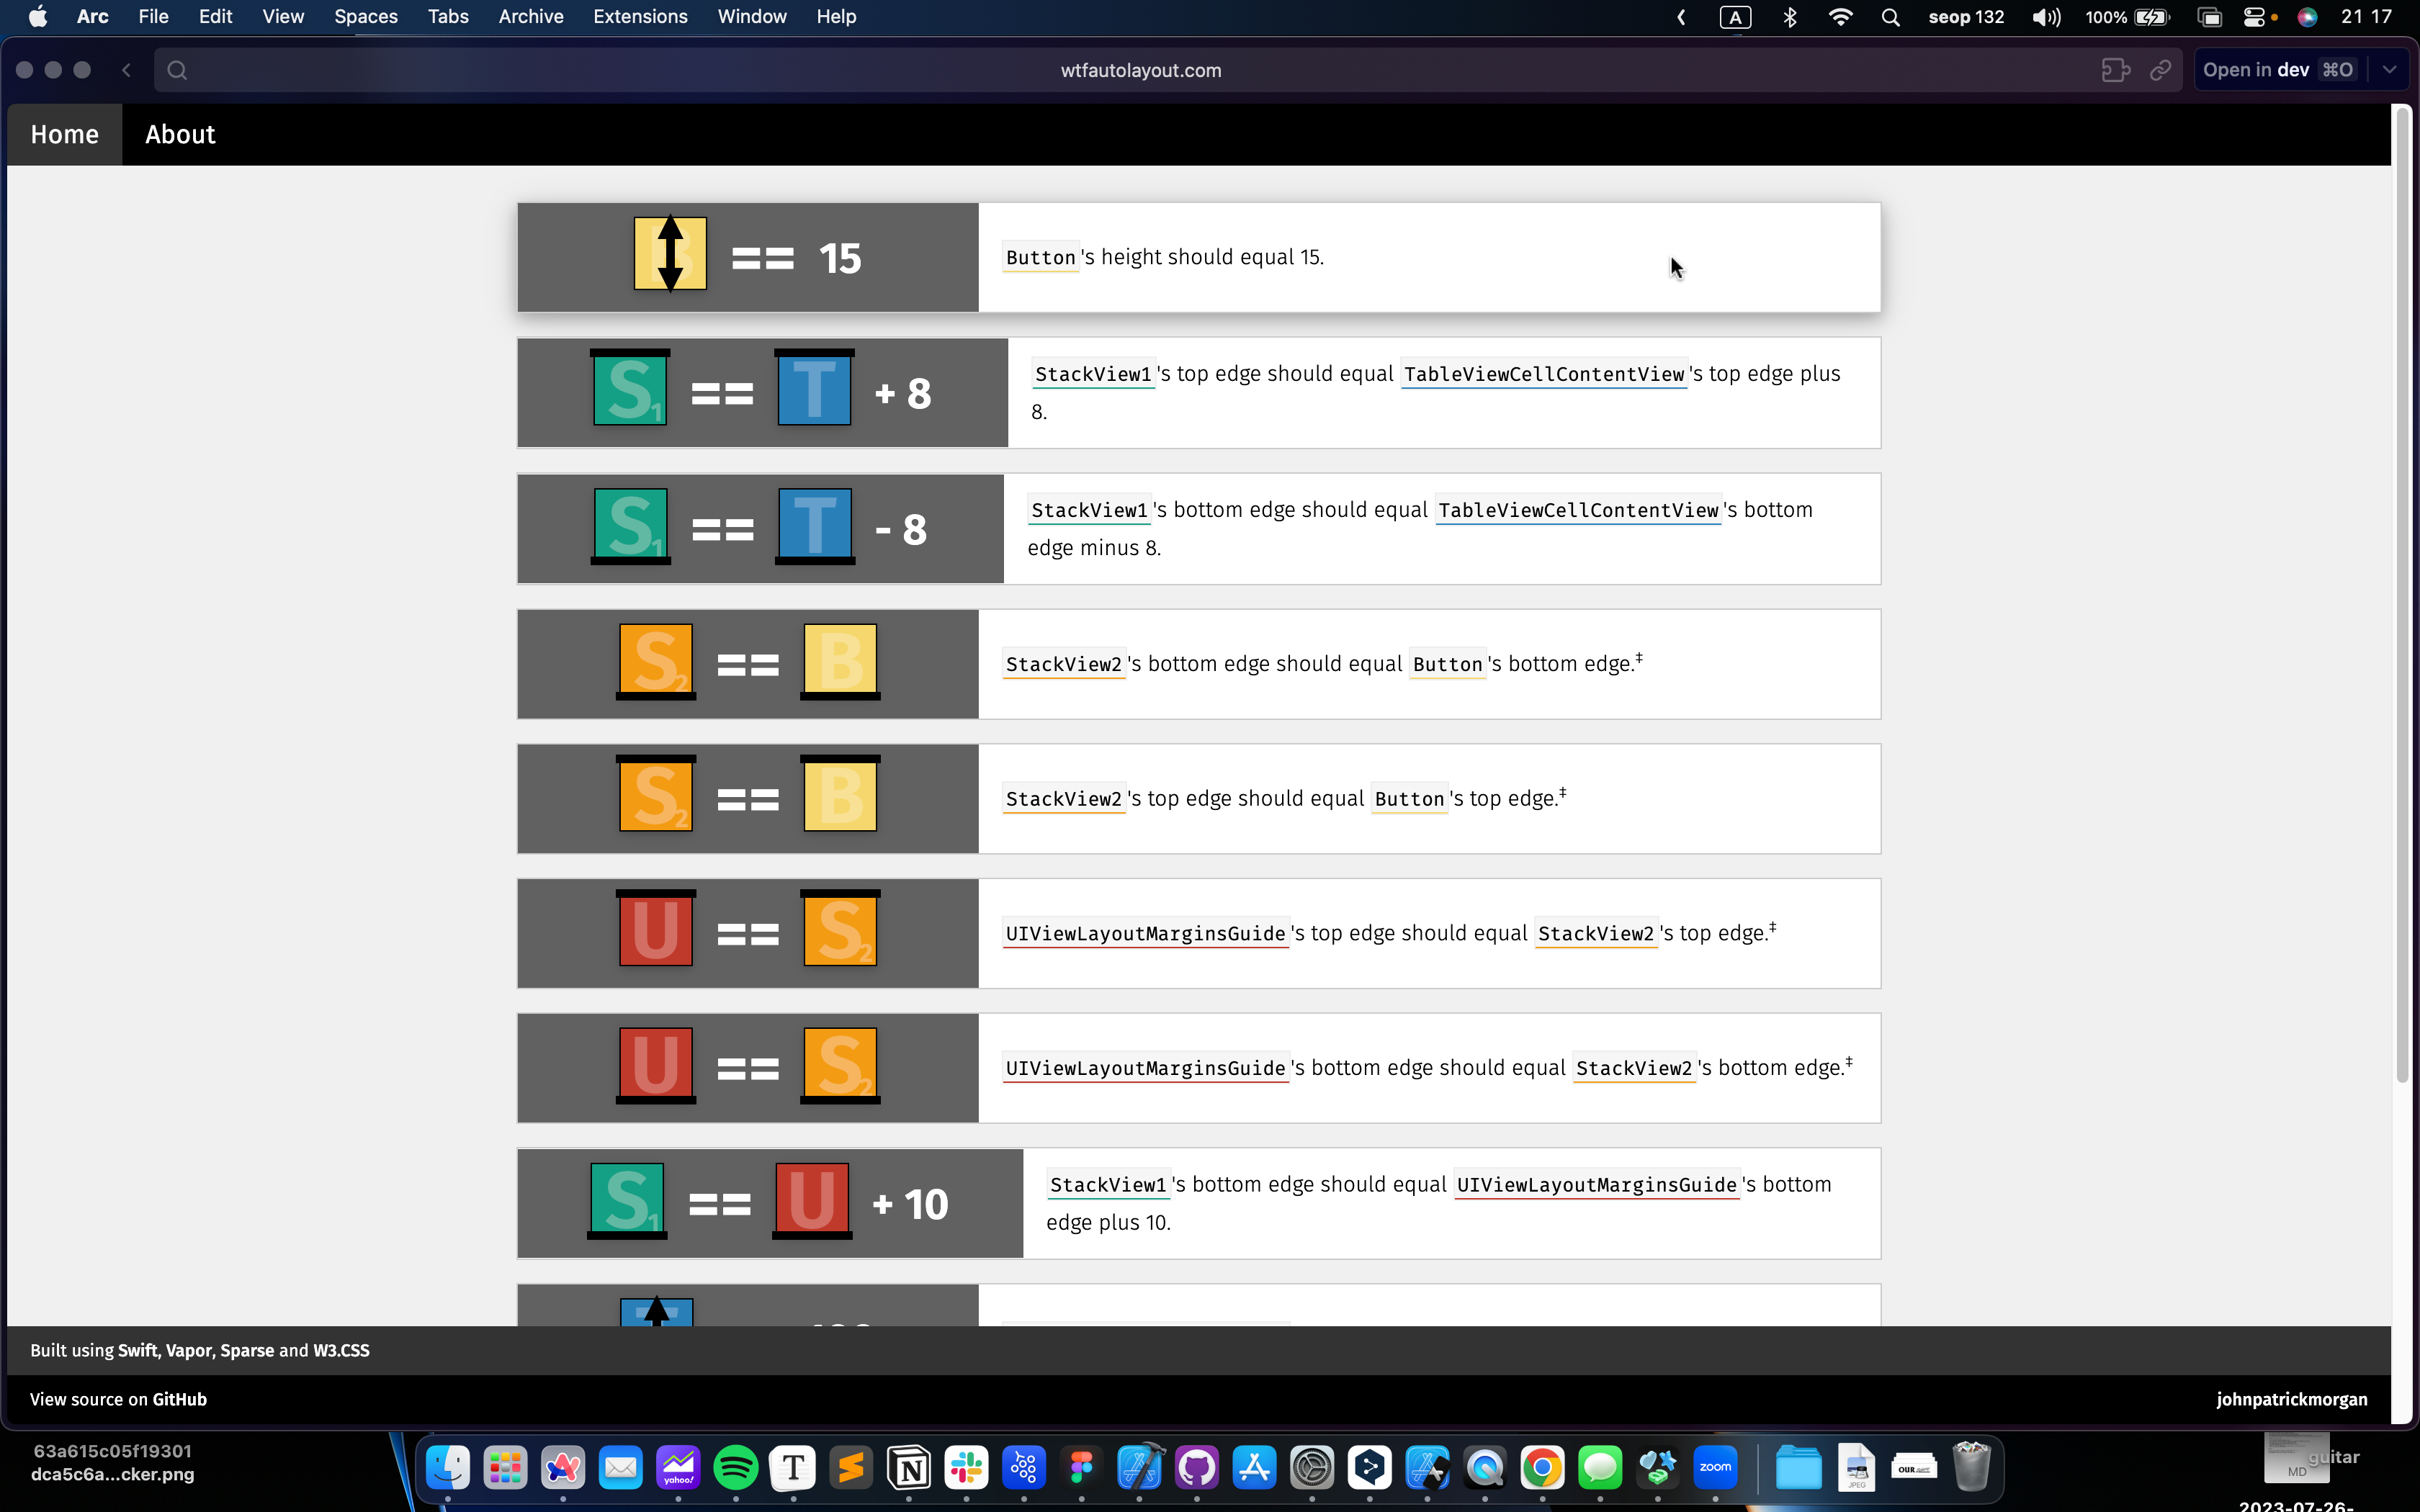 Arc File Edit View Spaces Tabs Archive Extensions Window Help A seop 132 100% 21 17
wtfautolayout.com Open in dev ⌘O
Home About
B == 15 Button's height should equal 15.
S1 == T + 8 StackView1's top edge should equal TableViewCellContentView's top edge plus
8.
S1 == T - 8 StackView1's bottom edge should equal TableViewCellContentView's bottom
edge minus 8.
S2 == B StackView2's bottom edge should equal Button's bottom edge.‡
S2 == B StackView2's top edge should equal Button's top edge.‡
U == S2 UIViewLayoutMarginsGuide's top edge should equal StackView2's top edge.‡
U == S2 UIViewLayoutMarginsGuide's bottom edge should equal StackView2's bottom edge.‡
S1 == U + 10 StackView1's bottom edge should equal UIViewLayoutMarginsGuide's bottom
edge plus 10.
Built using Swift, Vapor, Sparse and W3.CSS
View source on GitHub johnpatrickmorgan
63a615c05f19301
dca5c6a...cker.png
yahoo! T N zoom JPEG OUR MD guitar
2023-07-26-